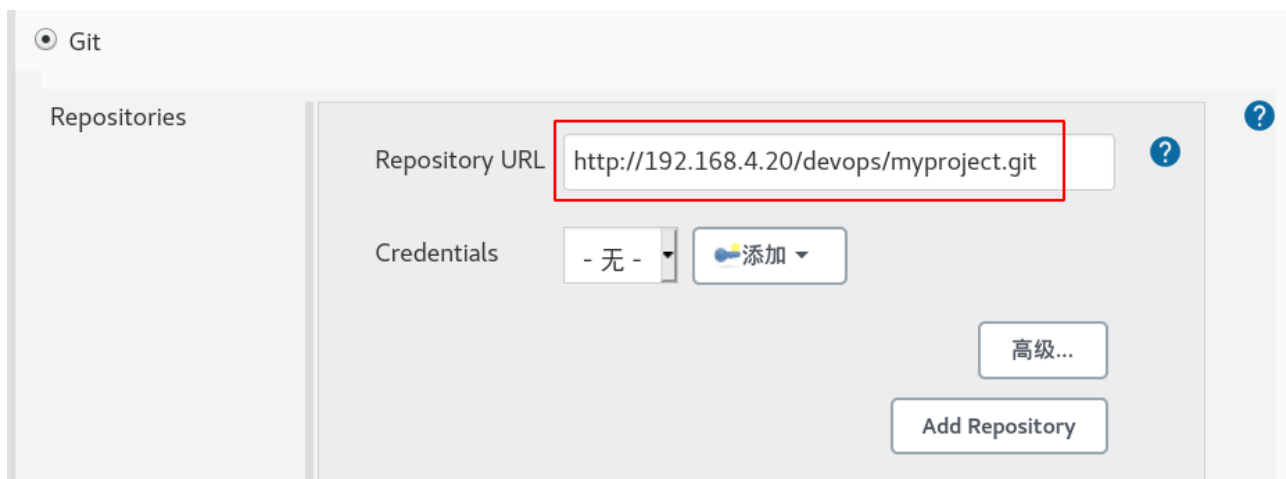 Git
Repositories
Repository URL http://192.168.4.20/devops/myproject.git
Credentials - 无 - 添加
高级...
Add Repository